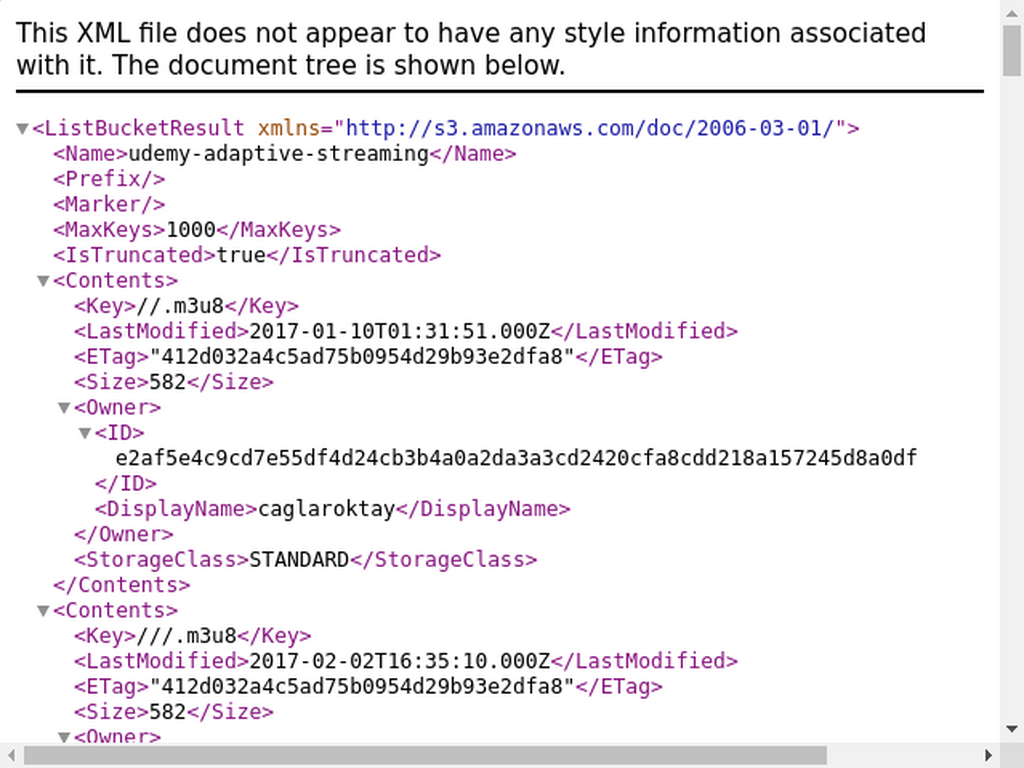 This XML file does not appear to have any style information associated
with it. The document tree is shown below.
<ListBucketResult xmlns="http://s3.amazonaws.com/doc/2006-03-01/">
<Name>udemy-adaptive-streaming</Name>
<Prefix/>
<Marker/>
<MaxKeys>1000</MaxKeys>
<IsTruncated>true</IsTruncated>
<Contents>
<Key>//.m3u8</Key>
<LastModified>2017-01-10T01:31:51.000Z</LastModified>
<ETag>"412d032a4c5ad75b0954d29b93e2dfa8"</ETag>
<Size>582</Size>
<Owner>
<ID>
e2af5e4c9cd7e55df4d24cb3b4a0a2da3a3cd2420cfa8cdd218a157245d8a0df
</ID>
<DisplayName>caglaroktay</DisplayName>
</Owner>
<StorageClass>STANDARD</StorageClass>
</Contents>
<Contents>
<Key>///.m3u8</Key>
<LastModified>2017-02-02T16:35:10.000Z</LastModified>
<ETag>"412d032a4c5ad75b0954d29b93e2dfa8"</ETag>
<Size>582</Size>
<Owner>